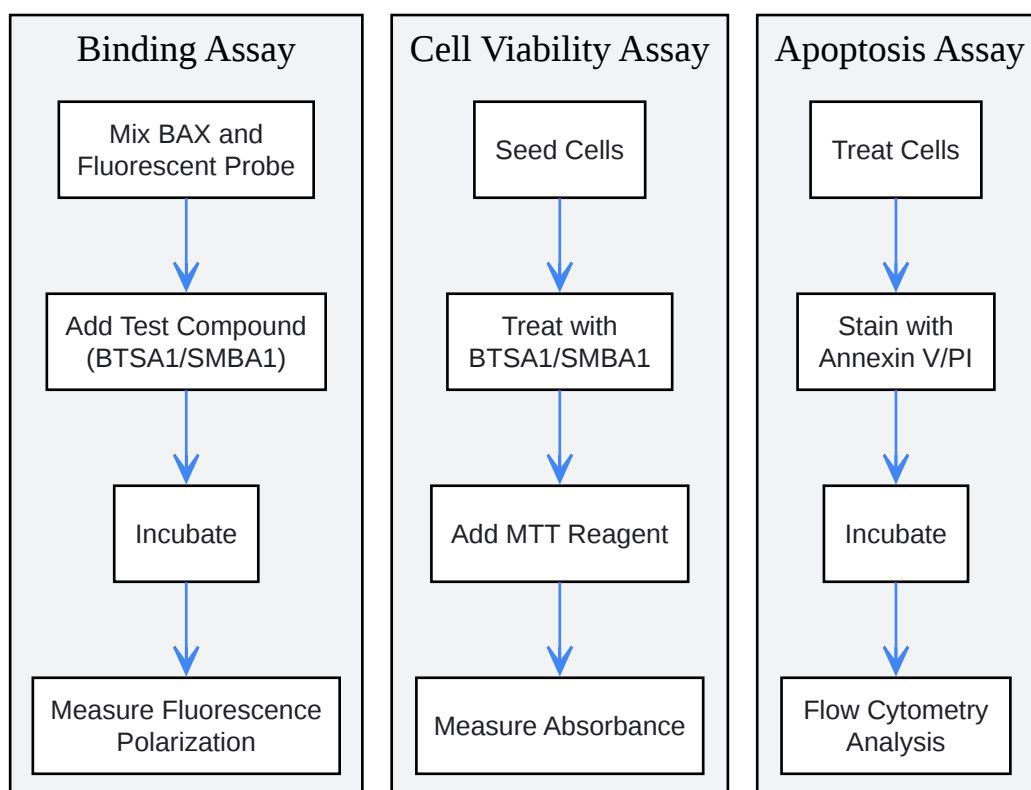 Binding Assay
Mix BAX and
Fluorescent Probe
Add Test Compound
(BTSA1/SMBA1)
Incubate
Measure Fluorescence
Polarization
Cell Viability Assay
Seed Cells
Treat with
BTSA1/SMBA1
Add MTT Reagent
Measure Absorbance
Apoptosis Assay
Treat Cells
Stain with
Annexin V/PI
Incubate
Flow Cytometry
Analysis